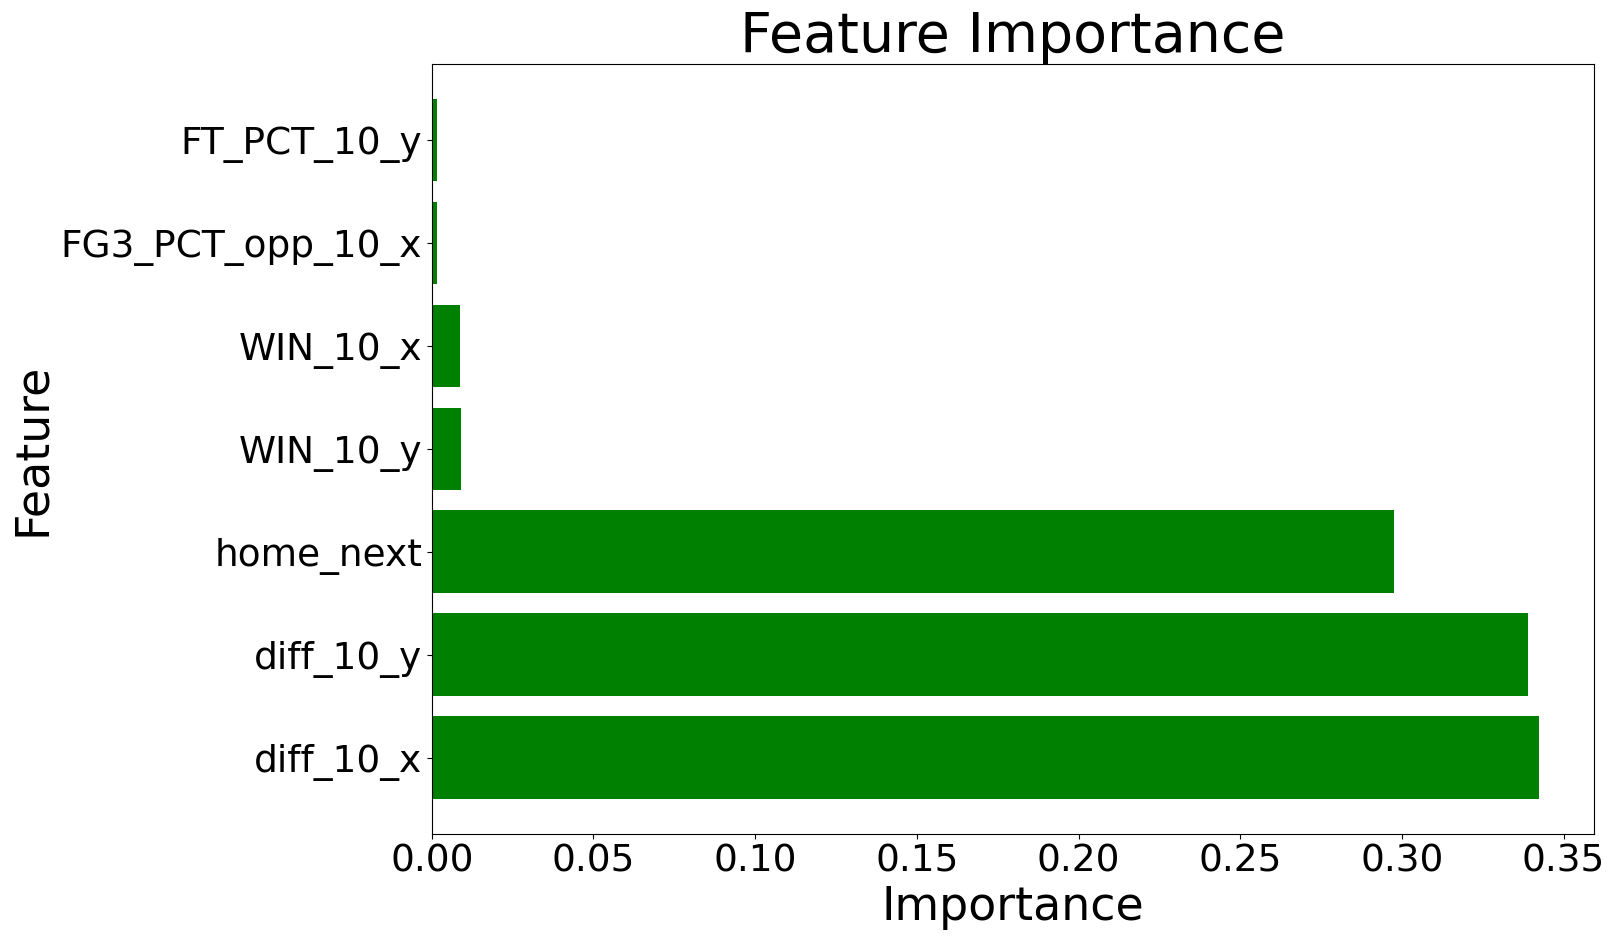 Feature Importance
FT_PCT_10_y
FG3_PCT_opp_10_x
WIN_10_x
WIN_10_y
home_next
diff_10_y
diff_10_x
Feature
0.00 0.05 0.10 0.15 0.20 0.25 0.30 0.35
Importance